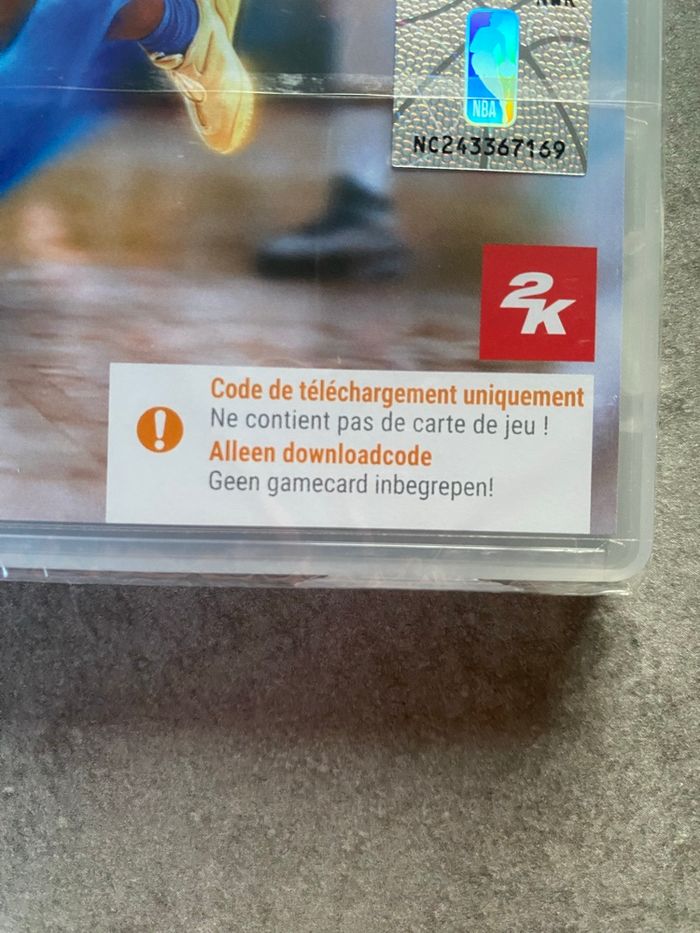 NBA
NC243367169
2K
Code de téléchargement uniquement
Ne contient pas de carte de jeu !
Alleen downloadcode
Geen gamecard inbegrepen!